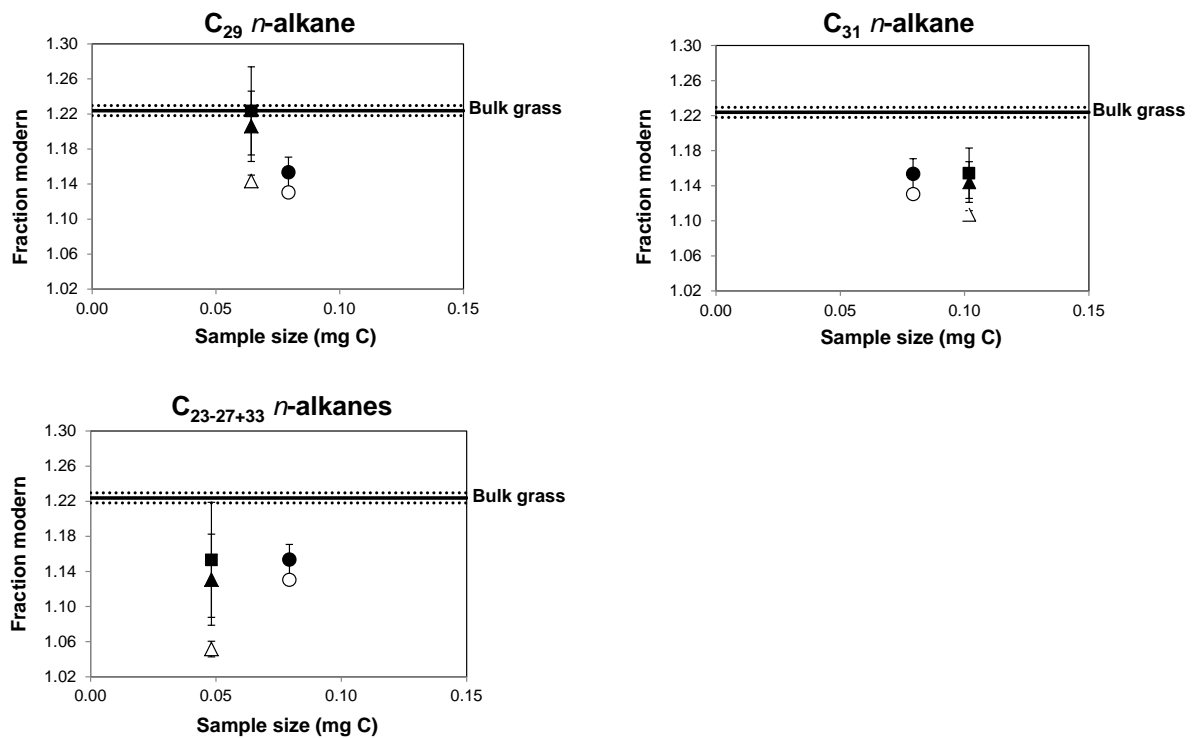 C₂₉ n-alkane
1.30
1.26
1.22
1.18
1.14
1.10
1.06
1.02
Fraction modern
Bulk grass
0.00 0.05 0.10 0.15
Sample size (mg C)
C₃₁ n-alkane
1.30
1.26
1.22
1.18
1.14
1.10
1.06
1.02
Fraction modern
Bulk grass
0.00 0.05 0.10 0.15
Sample size (mg C)
C₂₃₋₂₇₊₃₃ n-alkanes
1.30
1.26
1.22
1.18
1.14
1.10
1.06
1.02
Fraction modern
Bulk grass
0.00 0.05 0.10 0.15
Sample size (mg C)